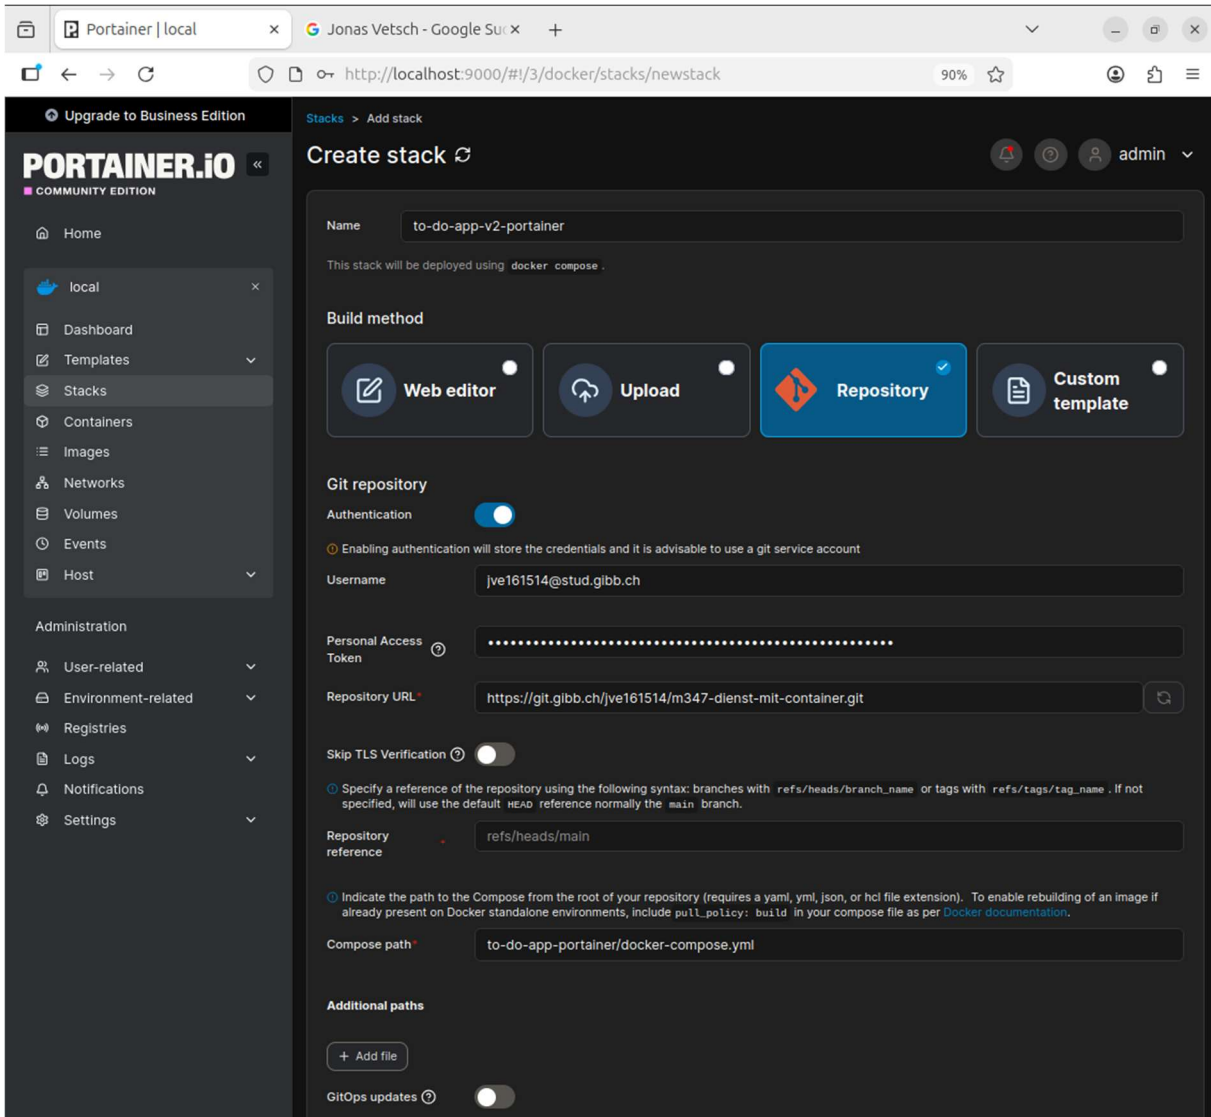 Portainer | local
Jonas Vetsch - Google Su
http://localhost:9000/#!/3/docker/stacks/newstack
90%
Upgrade to Business Edition
PORTAINER.iO
COMMUNITY EDITION
Home
local
Dashboard
Templates
Stacks
Containers
Images
Networks
Volumes
Events
Host
Administration
User-related
Environment-related
Registries
Logs
Notifications
Settings
Stacks > Add stack
Create stack
admin
Name
to-do-app-v2-portainer
This stack will be deployed using docker compose.
Build method
Web editor
Upload
Repository
Custom
template
Git repository
Authentication
Enabling authentication will store the credentials and it is advisable to use a git service account
Username
jve161514@stud.gibb.ch
Personal Access
Token
Repository URL*
https://git.gibb.ch/jve161514/m347-dienst-mit-container.git
Skip TLS Verification
Specify a reference of the repository using the following syntax: branches with refs/heads/branch_name or tags with refs/tags/tag_name. If not
specified, will use the default HEAD reference normally the main branch.
Repository
reference *
refs/heads/main
Indicate the path to the Compose from the root of your repository (requires a yaml, yml, json, or hcl file extension). To enable rebuilding of an image if
already present on Docker standalone environments, include pull_policy: build in your compose file as per Docker documentation.
Compose path*
to-do-app-portainer/docker-compose.yml
Additional paths
+ Add file
GitOps updates